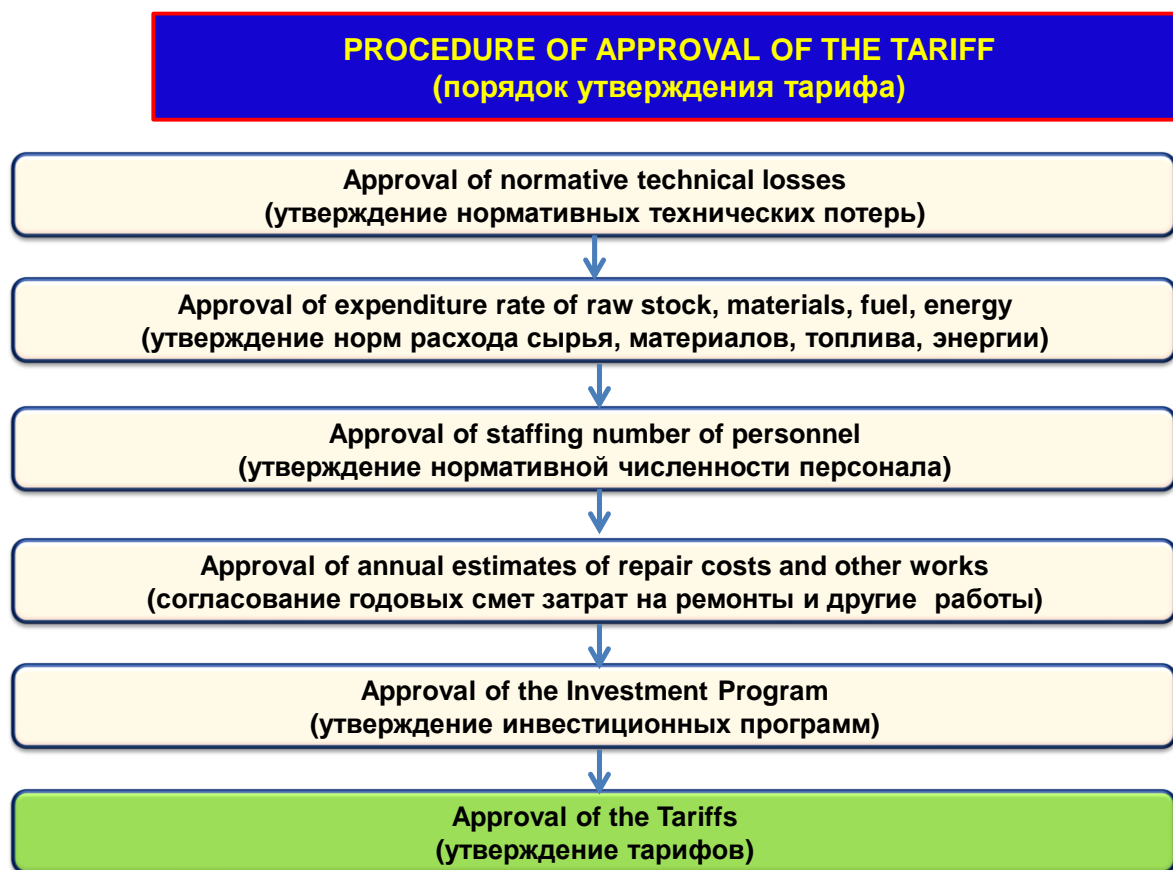 PROCEDURE OF APPROVAL OF THE TARIFF
(порядок утверждения тарифа)
Approval of normative technical losses
(утверждение нормативных технических потерь)
Approval of expenditure rate of raw stock, materials, fuel, energy
(утверждение норм расхода сырья, материалов, топлива, энергии)
Approval of staffing number of personnel
(утверждение нормативной численности персонала)
Approval of annual estimates of repair costs and other works
(согласование годовых смет затрат на ремонты и другие работы)
Approval of the Investment Program
(утверждение инвестиционных программ)
Approval of the Tariffs
(утверждение тарифов)